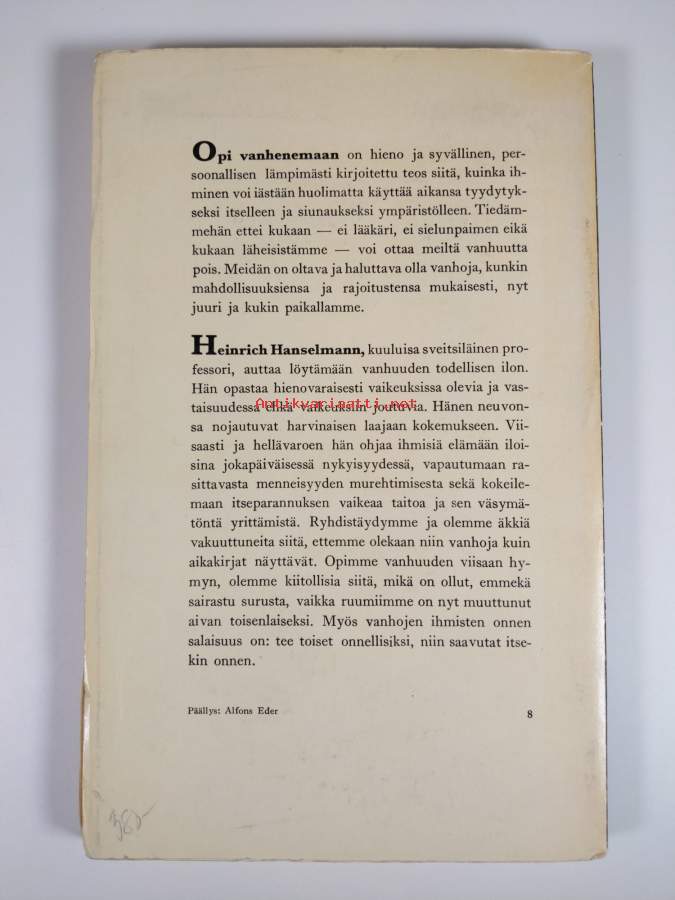 Opi vanhenemaan on hieno ja syvällinen, per-
soonallisen lämpimästi kirjoitettu teos siitä, kuinka ih-
minen voi iästään huolimatta käyttää aikansa tyydytyk-
seksi itselleen ja siunaukseksi ympäristölleen. Tiedäm-
mehän ettei kukaan — ei lääkäri, ei sielunpaimen eikä
kukaan läheisistämme — voi ottaa meiltä vanhuutta
pois. Meidän on oltava ja haluttava olla vanhoja, kunkin
mahdollisuuksiensa ja rajoitustensa mukaisesti, nyt
juuri ja kukin paikallamme.
Heinrich Hanselmann, kuuluisa sveitsiläinen pro-
fessori, auttaa löytämään vanhuuden todellisen ilon.
Hän opastaa hienovaraisesti vaikeuksissa olevia ja vas-
taisuudessa ehkä vaikeuksiin joutuvia. Hänen neuvon-
Antikvariaatti.net
sa nojautuvat harvinaisen laajaan kokemukseen. Vii-
saasti ja hellävaroen hän ohjaa ihmisiä elämään iloi-
sina jokapäiväisessä nykyisyydessä, vapautumaan ra-
sittavasta menneisyyden murehtimisesta sekä kokeile-
maan itseparannuksen vaikeaa taitoa ja sen väsymä-
töntä yrittämistä. Ryhdistäydymme ja olemme äkkiä
vakuuttuneita siitä, ettemme olekaan niin vanhoja kuin
aikakirjat näyttävät. Opimme vanhuuden viisaan hy-
myn, olemme kiitollisia siitä, mikä on ollut, emmekä
sairastu surusta, vaikka ruumiimme on nyt muuttunut
aivan toisenlaiseksi. Myös vanhojen ihmisten onnen
salaisuus on: tee toiset onnellisiksi, niin saavutat itse-
kin onnen.
Päällys: Alfons Eder
8